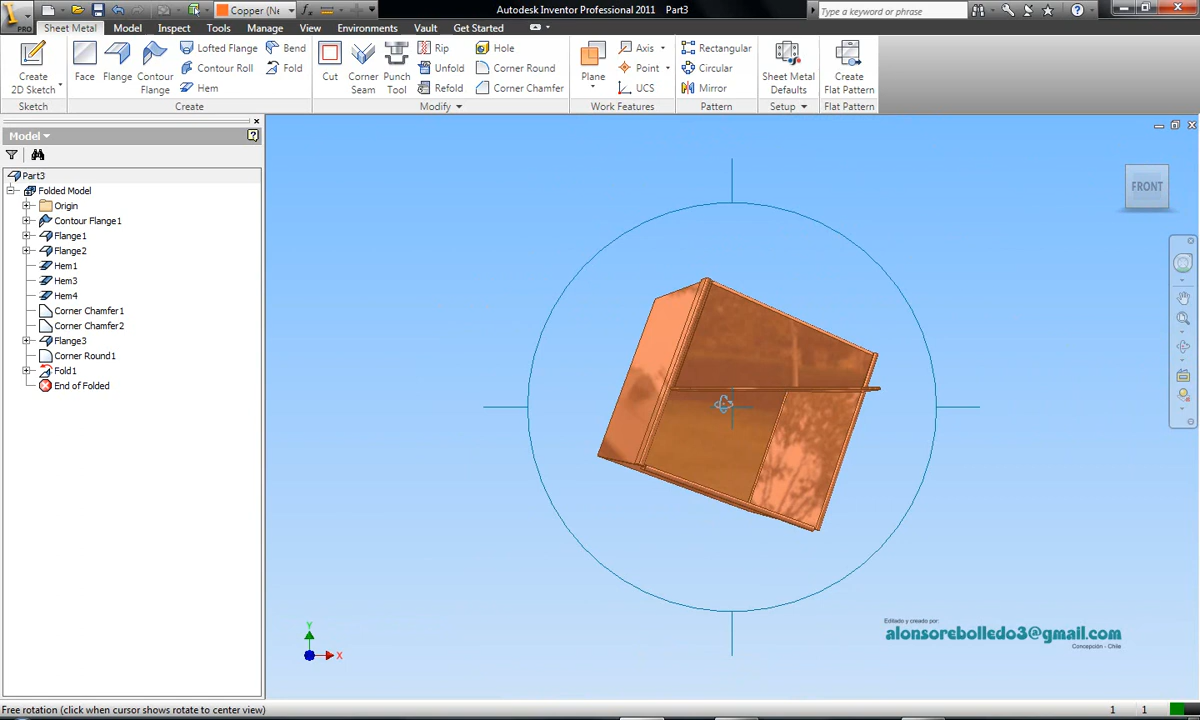 Copper (Ne
Autodesk Inventor Professional 2011 Part3
Type a keyword or phrase
PRO
Sheet Metal Model Inspect Tools Manage Environments View Vault Get Started
Create 2D Sketch
Face
Flange
Contour Flange
Lofted Flange
Contour Roll
Hem
Bend
Fold
Cut
Corner Seam
Punch Tool
Rip
Unfold
Refold
Hole
Corner Round
Corner Chamfer
Plane
Axis
Point
UCS
Rectangular
Circular
Mirror
Sheet Metal Defaults
Create Flat Pattern
Sketch Create Modify Work Features Pattern Setup Flat Pattern
Model
Part3
Folded Model
Origin
Contour Flange1
Flange1
Flange2
Hem1
Hem3
Hem4
Corner Chamfer1
Corner Chamfer2
Flange3
Corner Round1
Fold1
End of Folded
FRONT
Y
X
Editado y creado por:
alonsorebolledo3@gmail.com
Concepción - Chile
Free rotation (click when cursor shows rotate to center view)
1 1